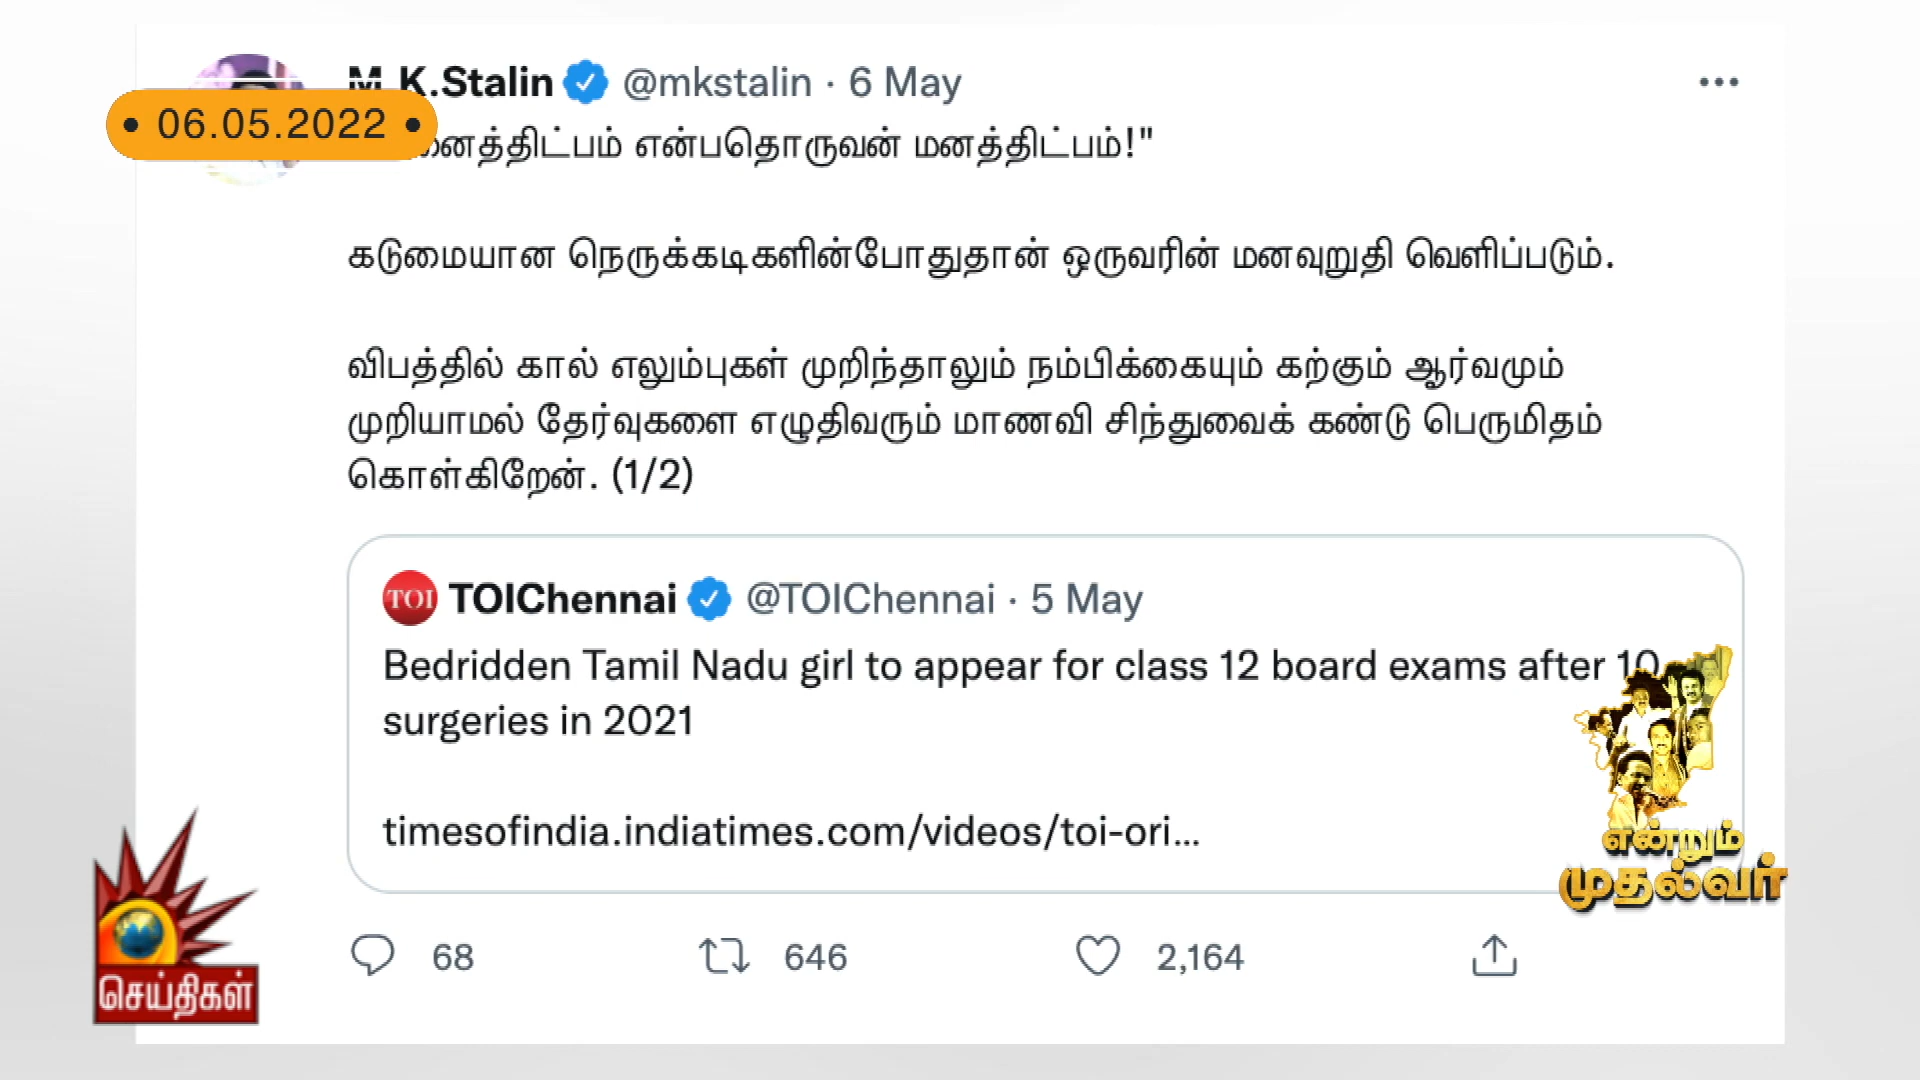 M.K.Stalin @mkstalin · 6 May
• 06.05.2022 •
என்பதொருவன் மனத்திட்பம்!"
கடுமையான நெருக்கடிகளின்போதுதான் ஒருவரின் மனவுறுதி வெளிப்படும்.
விபத்தில் கால் எலும்புகள் முறிந்தாலும் நம்பிக்கையும் கற்கும் ஆர்வமும்
முறியாமல் தேர்வுகளை எழுதிவரும் மாணவி சிந்துவைக் கண்டு பெருமிதம்
கொள்கிறேன். (1/2)
TOI TOIChennai @TOIChennai · 5 May
Bedridden Tamil Nadu girl to appear for class 12 board exams after 10
surgeries in 2021
timesofindia.indiatimes.com/videos/toi-ori...
என்றும்
முதல்வர்
68 646 2,164
செய்திகள்